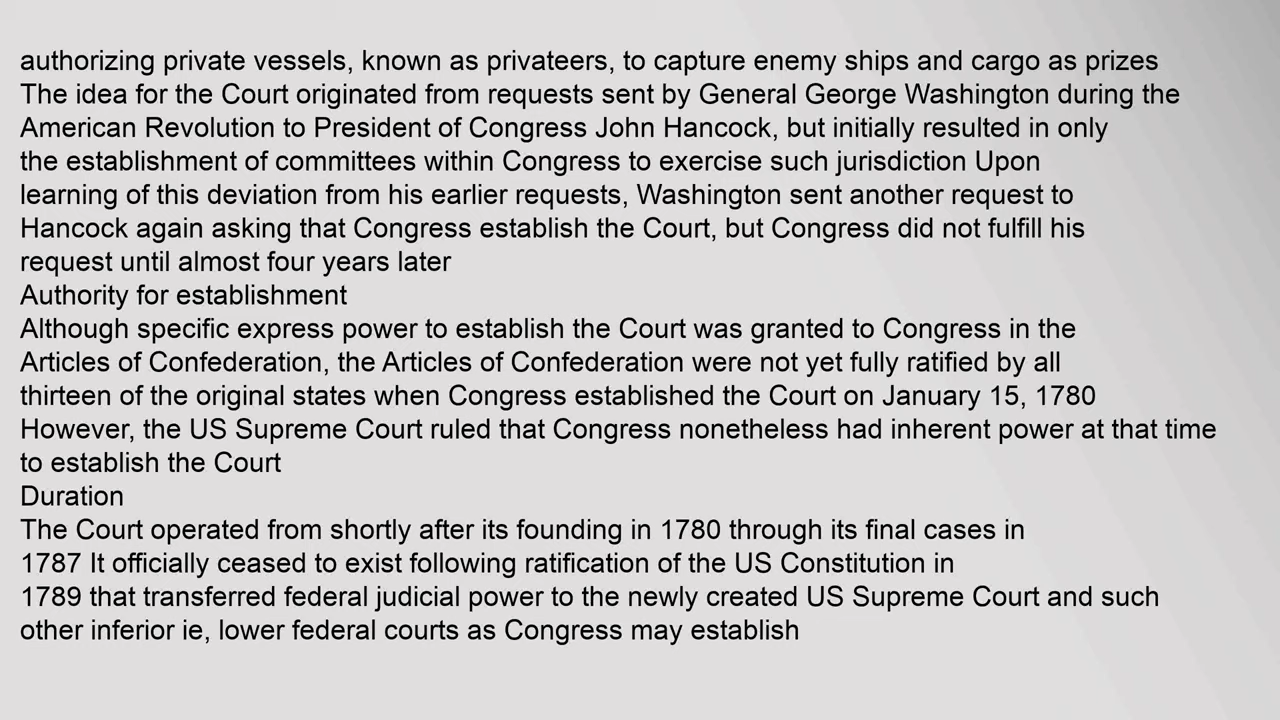 authorizing private vessels, known as privateers, to capture enemy ships and cargo as prizes
The idea for the Court originated from requests sent by General George Washington during the
American Revolution to President of Congress John Hancock, but initially resulted in only
the establishment of committees within Congress to exercise such jurisdiction Upon
learning of this deviation from his earlier requests, Washington sent another request to
Hancock again asking that Congress establish the Court, but Congress did not fulfill his
request until almost four years later
Authority for establishment
Although specific express power to establish the Court was granted to Congress in the
Articles of Confederation, the Articles of Confederation were not yet fully ratified by all
thirteen of the original states when Congress established the Court on January 15, 1780
However, the US Supreme Court ruled that Congress nonetheless had inherent power at that time
to establish the Court
Duration
The Court operated from shortly after its founding in 1780 through its final cases in
1787 It officially ceased to exist following ratification of the US Constitution in
1789 that transferred federal judicial power to the newly created US Supreme Court and such
other inferior ie, lower federal courts as Congress may establish